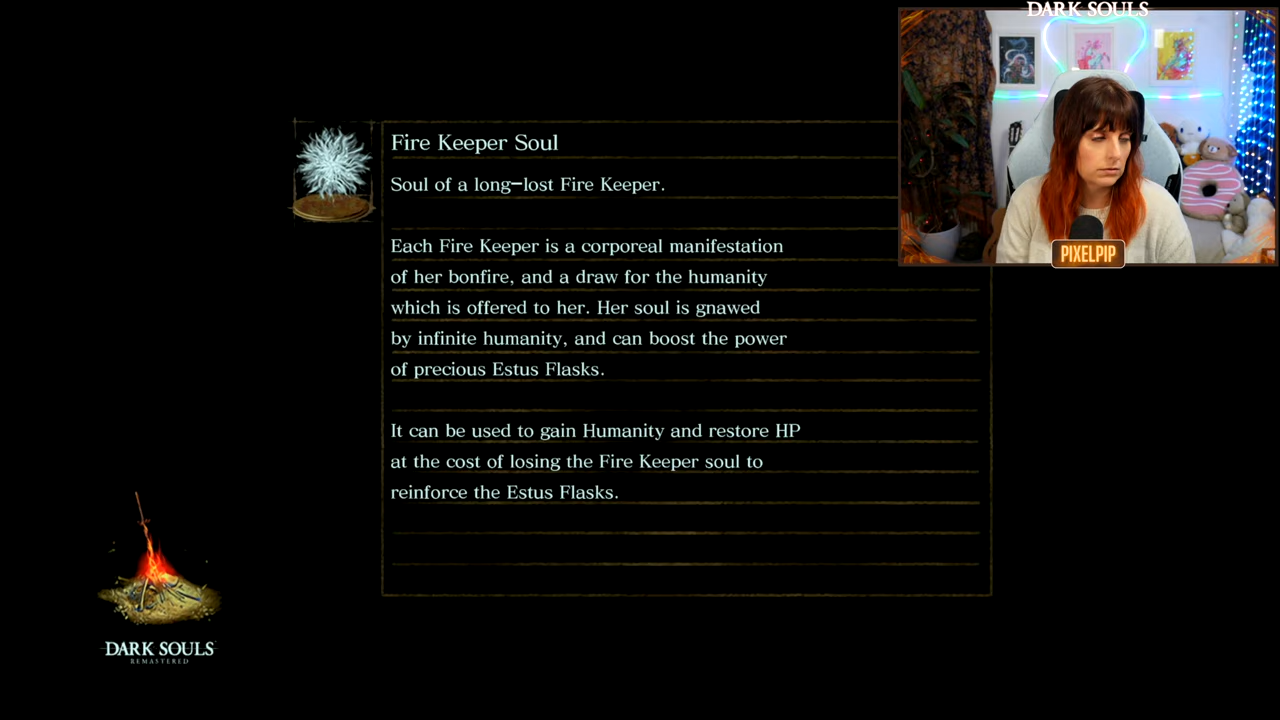 DARK SOULS
Fire Keeper Soul
Soul of a long-lost Fire Keeper.
Each Fire Keeper is a corporeal manifestation
of her bonfire, and a draw for the humanity
which is offered to her. Her soul is gnawed
by infinite humanity, and can boost the power
of precious Estus Flasks.
It can be used to gain Humanity and restore HP
at the cost of losing the Fire Keeper soul to
reinforce the Estus Flasks.
PIXELPIP
DARK SOULS
REMASTERED